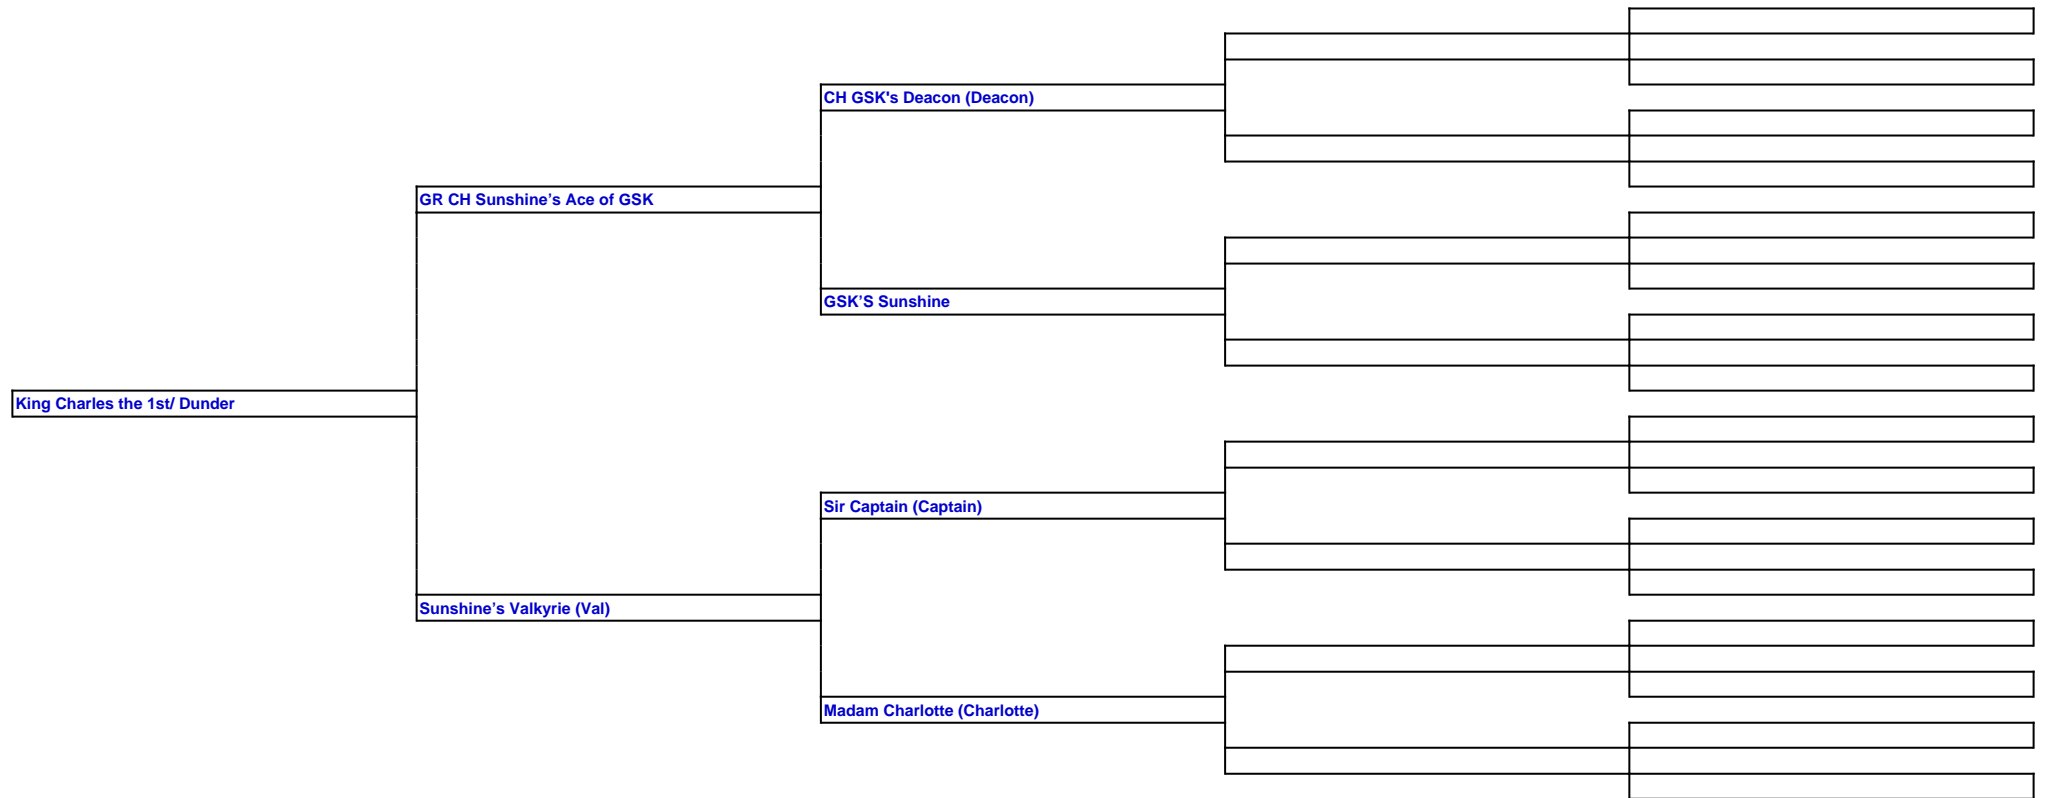 CH GSK's Deacon (Deacon)
GR CH Sunshine’s Ace of GSK
GSK’S Sunshine
King Charles the 1st/ Dunder
Sir Captain (Captain)
Sunshine’s Valkyrie (Val)
Madam Charlotte (Charlotte)